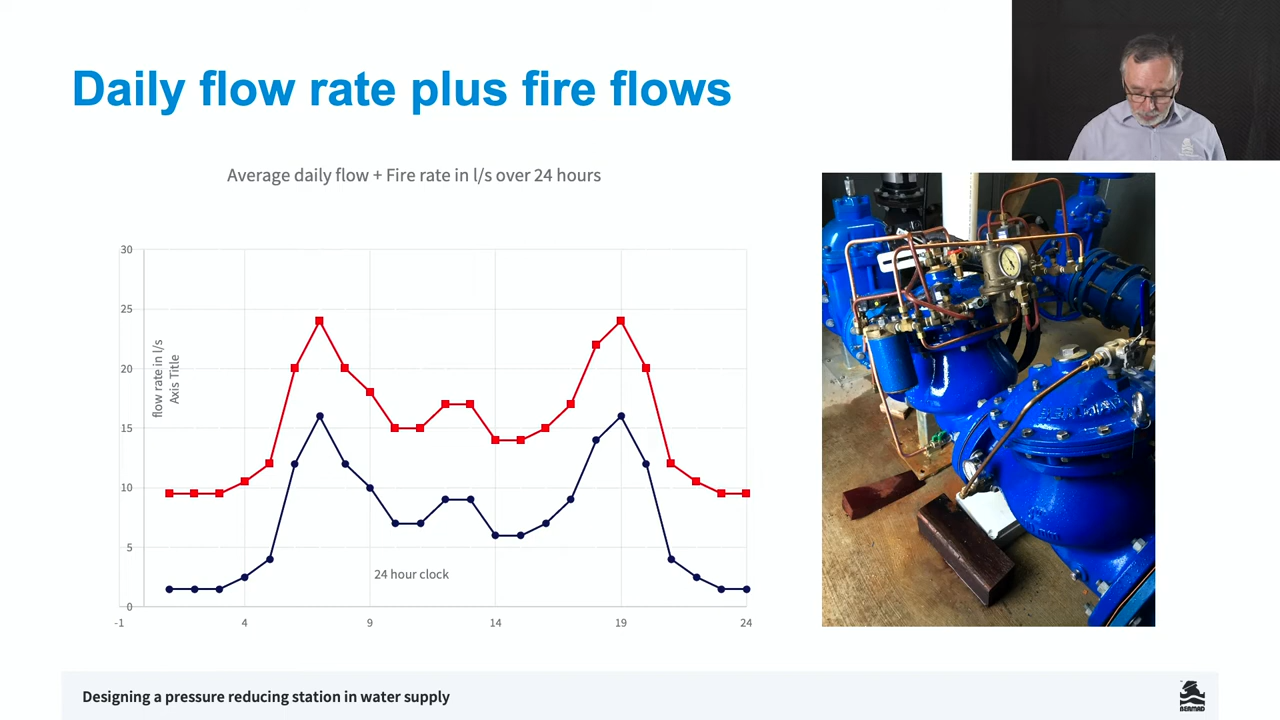 Daily flow rate plus fire flows
Average daily flow + Fire rate in l/s over 24 hours
30
25
20
15
10
5
0
flow rate in l/s
Axis Title
24 hour clock
-1
4
9
14
19
24
Designing a pressure reducing station in water supply
BERMAD